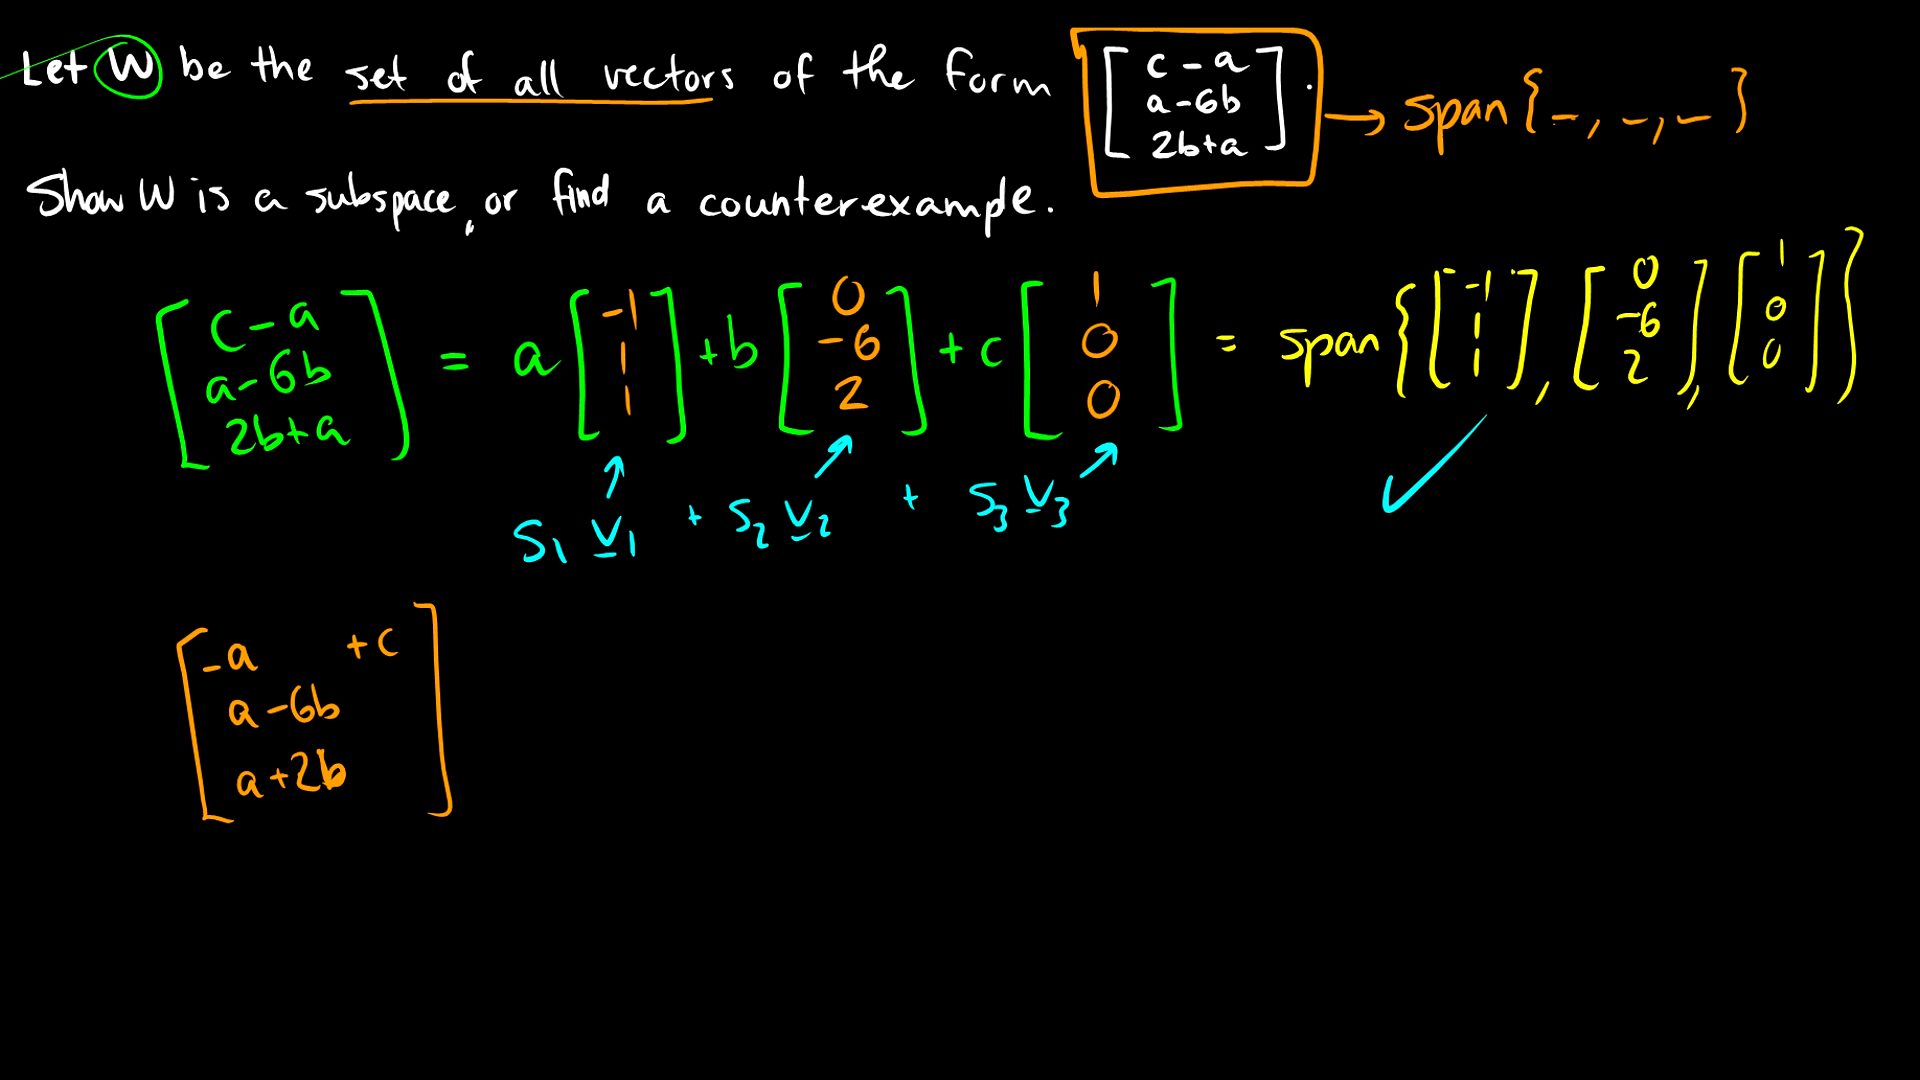 Let W be the set of all vectors of the form [c - a
a - 6b
2b+a]. → span{_, _, _}
Show W is a subspace, or find a counterexample.
[c - a
a - 6b
2b+a] = a[-1
1
1] + b[0
-6
2] + c[1
0
0] = span{[-1
1
1], [0
-6
2], [1
0
0]}
s₁ v₁ + s₂ v₂ + s₃ v₃
[-a +c
a - 6b
a + 2b]